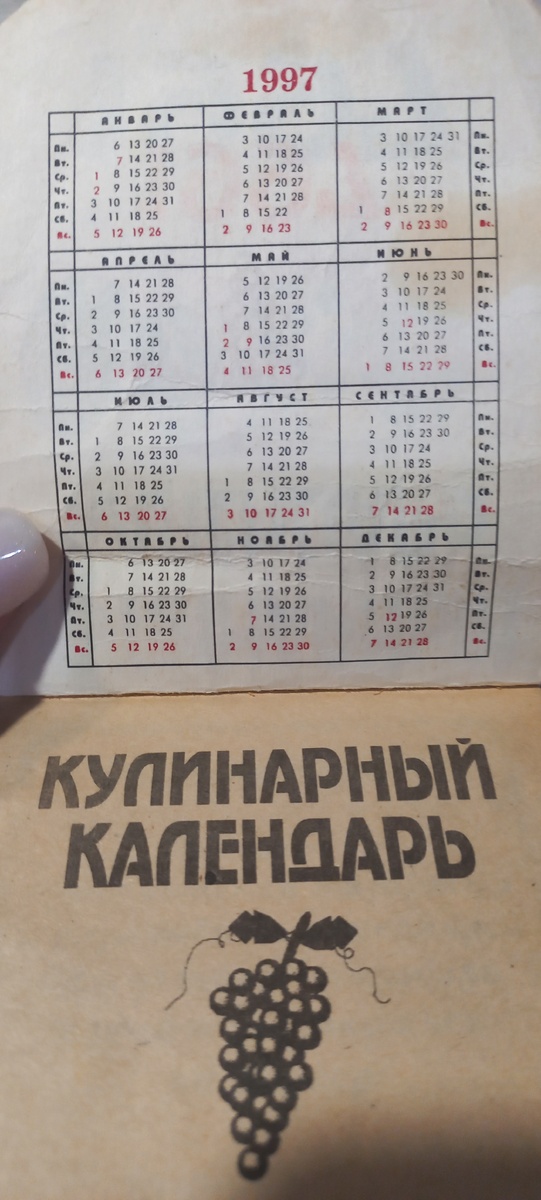 1997
ЯНВАРЬ ФЕВРАЛЬ МАРТ
Пн. 6 13 20 27 3 10 17 24 3 10 17 24 31 Пн.
Вт. 7 14 21 28 4 11 18 25 4 11 18 25 Вт.
Ср. 1 8 15 22 29 5 12 19 26 5 12 19 26 Ср.
Чт. 2 9 16 23 30 6 13 20 27 6 13 20 27 Чт.
Пт. 3 10 17 24 31 7 14 21 28 7 14 21 28 Пт.
Сб. 4 11 18 25 1 8 15 22 1 8 15 22 29 Сб.
Вс. 5 12 19 26 2 9 16 23 2 9 16 23 30 Вс.
АПРЕЛЬ МАЙ ИЮНЬ
Пн. 7 14 21 28 5 12 19 26 2 9 16 23 30 Пн.
Вт. 1 8 15 22 29 6 13 20 27 3 10 17 24 Вт.
Ср. 2 9 16 23 30 7 14 21 28 4 11 18 25 Ср.
Чт. 3 10 17 24 1 8 15 22 29 5 12 19 26 Чт.
Пт. 4 11 18 25 2 9 16 23 30 6 13 20 27 Пт.
Сб. 5 12 19 26 3 10 17 24 31 7 14 21 28 Сб.
Вс. 6 13 20 27 4 11 18 25 1 8 15 22 29 Вс.
ИЮЛЬ АВГУСТ СЕНТЯБРЬ
Пн. 7 14 21 28 4 11 18 25 1 8 15 22 29 Пн.
Вт. 1 8 15 22 29 5 12 19 26 2 9 16 23 30 Вт.
Ср. 2 9 16 23 30 6 13 20 27 3 10 17 24 Ср.
Чт. 3 10 17 24 31 7 14 21 28 4 11 18 25 Чт.
Пт. 4 11 18 25 1 8 15 22 29 5 12 19 26 Пт.
Сб. 5 12 19 26 2 9 16 23 30 6 13 20 27 Сб.
Вс. 6 13 20 27 3 10 17 24 31 7 14 21 28 Вс.
ОКТЯБРЬ НОЯБРЬ ДЕКАБРЬ
Пн. 6 13 20 27 3 10 17 24 1 8 15 22 29 Пн.
Вт. 7 14 21 28 4 11 18 25 2 9 16 23 30 Вт.
Ср. 1 8 15 22 29 5 12 19 26 3 10 17 24 31 Ср.
Чт. 2 9 16 23 30 6 13 20 27 4 11 18 25 Чт.
Пт. 3 10 17 24 31 7 14 21 28 5 12 19 26 Пт.
Сб. 4 11 18 25 1 8 15 22 29 6 13 20 27 Сб.
Вс. 5 12 19 26 2 9 16 23 30 7 14 21 28 Вс.
КУЛИНАРНЫЙ
КАЛЕНДАРЬ